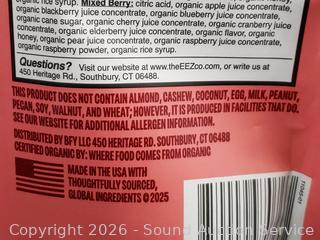 organic rice syrup. Mixed Berry: citric acid, organic apple juice concentrate,
organic blackberry juice concentrate, organic blueberry juice concentrate,
organic cane sugar, organic cherry juice concentrate, organic cranberry juice
concentrate, organic elderberry juice concentrate, organic flavor, organic
honey, organic pear juice concentrate, organic raspberry juice concentrate,
organic raspberry powder, organic rice syrup.
Questions? Visit our website at www.theEEZco.com, or write us at
450 Heritage Rd., Southbury, CT 06488.
THIS PRODUCT DOES NOT CONTAIN ALMOND, CASHEW, COCONUT, EGG, MILK, PEANUT,
PECAN, SOY, WALNUT, AND WHEAT; HOWEVER, IT IS PRODUCED IN FACILITIES THAT DO.
SEE OUR WEBSITE FOR ADDITIONAL ALLERGEN INFORMATION.
DISTRIBUTED BY BFY LLC 450 HERITAGE RD. SOUTHBURY, CT 06488
CERTIFIED ORGANIC BY: WHERE FOOD COMES FROM ORGANIC
MADE IN THE USA WITH
THOUGHTFULLY SOURCED,
GLOBAL INGREDIENTS © 2025
Copyright 2026 - Sound Auction Service